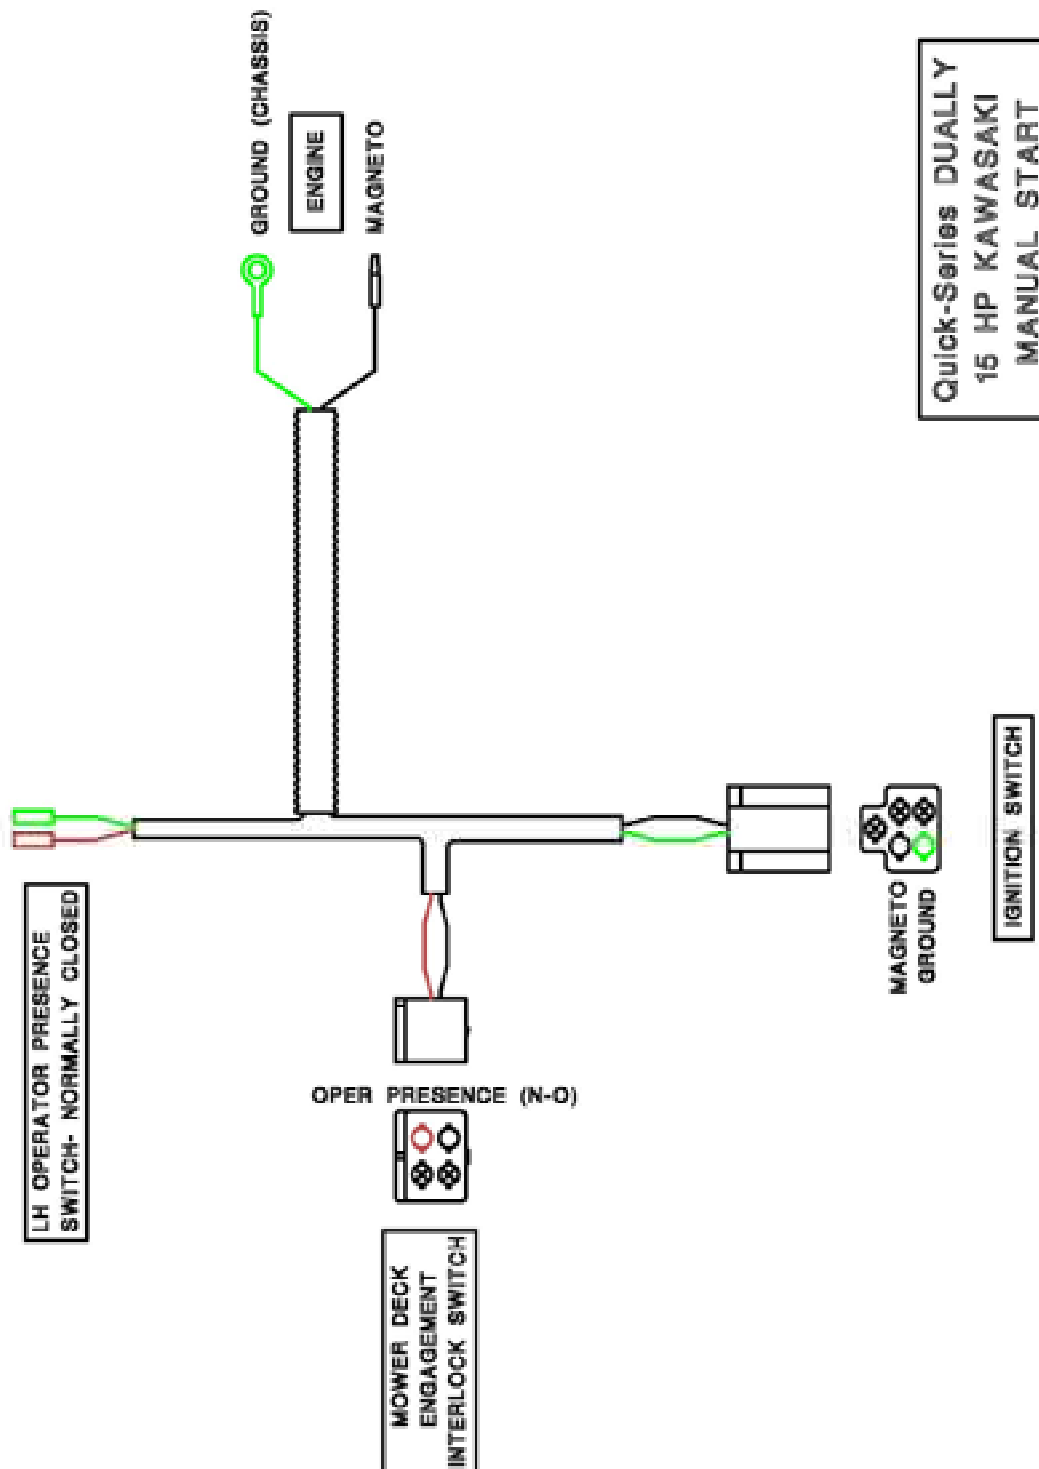 GROUND (CHASSIS)
ENGINE
MAGNETO
Quick-Series DUALLY
15 HP KAWASAKI
MANUAL START
LH OPERATOR PRESENCE
SWITCH- NORMALLY CLOSED
OPER PRESENCE (N-O)
MOWER DECK
ENGAGEMENT
INTERLOCK SWITCH
MAGNETO
GROUND
IGNITION SWITCH